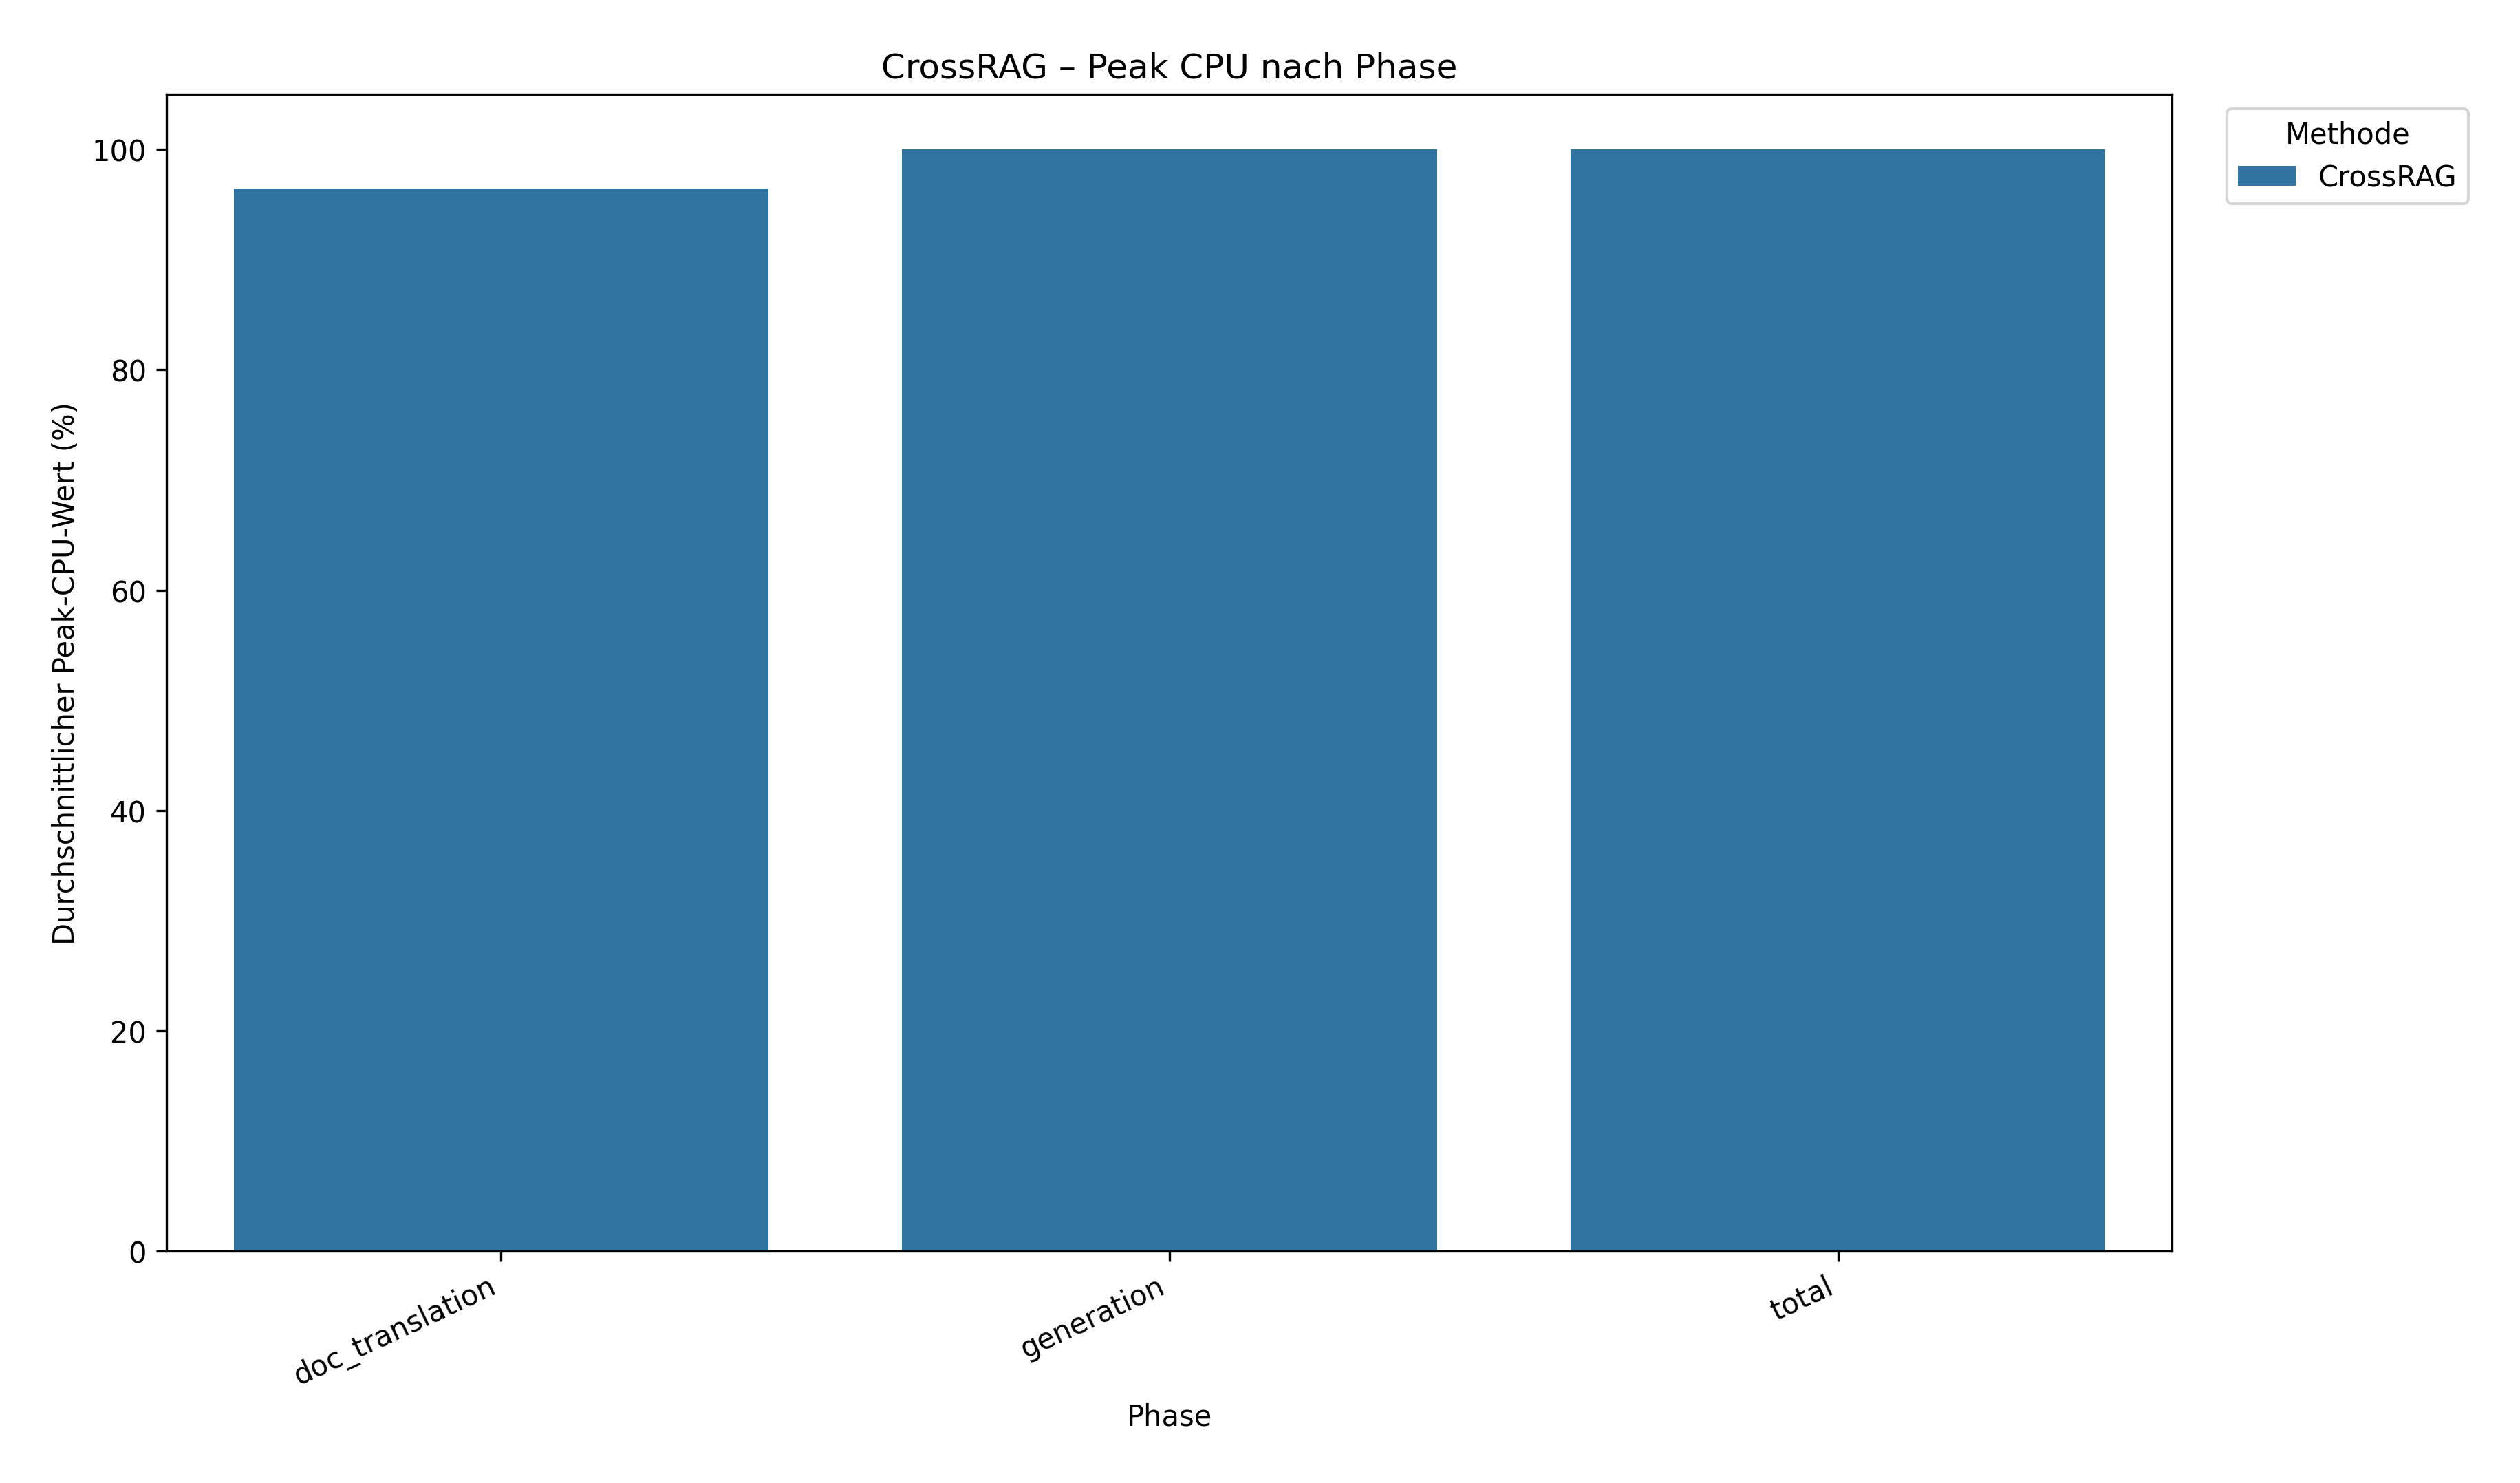 CrossRAG – Peak CPU nach Phase
Methode
CrossRAG
Durchschnittlicher Peak-CPU-Wert (%)
100
80
60
40
20
0
doc_translation
generation
total
Phase